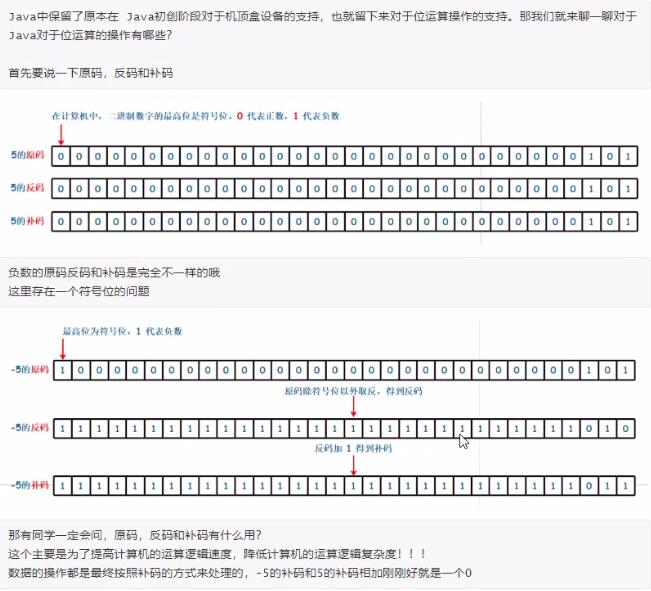 Java中保留了原本在 Java初创阶段对于机顶盒设备的支持，也就留下来对于位运算操作的支持。那我们就来聊一聊对于
Java对于位运算的操作有哪些？
首先要说一下原码，反码和补码
在计算机中，二进制数字的最高位是符号位，0 代表正数，1 代表负数
5的原码 0 0 0 0 0 0 0 0 0 0 0 0 0 0 0 0 0 0 0 0 0 0 0 0 0 0 0 0 0 1 0 1
5的反码 0 0 0 0 0 0 0 0 0 0 0 0 0 0 0 0 0 0 0 0 0 0 0 0 0 0 0 0 0 1 0 1
5的补码 0 0 0 0 0 0 0 0 0 0 0 0 0 0 0 0 0 0 0 0 0 0 0 0 0 0 0 0 0 1 0 1
负数的原码反码和补码是完全不一样的哦
这里存在一个符号位的问题
最高位为符号位，1 代表负数
-5的原码 1 0 0 0 0 0 0 0 0 0 0 0 0 0 0 0 0 0 0 0 0 0 0 0 0 0 0 0 0 1 0 1
原码除符号位以外取反，得到反码
-5的反码 1 1 1 1 1 1 1 1 1 1 1 1 1 1 1 1 1 1 1 1 1 1 1 1 1 1 1 1 1 0 1 0
反码加 1 得到补码
-5的补码 1 1 1 1 1 1 1 1 1 1 1 1 1 1 1 1 1 1 1 1 1 1 1 1 1 1 1 1 1 0 1 1
那有同学一定会问，原码，反码和补码有什么用？
这个主要是为了提高计算机的运算逻辑速度，降低计算机的运算逻辑复杂度！！！
数据的操作都是最终按照补码的方式来处理的，-5的补码和5的补码相加刚刚好就是一个0